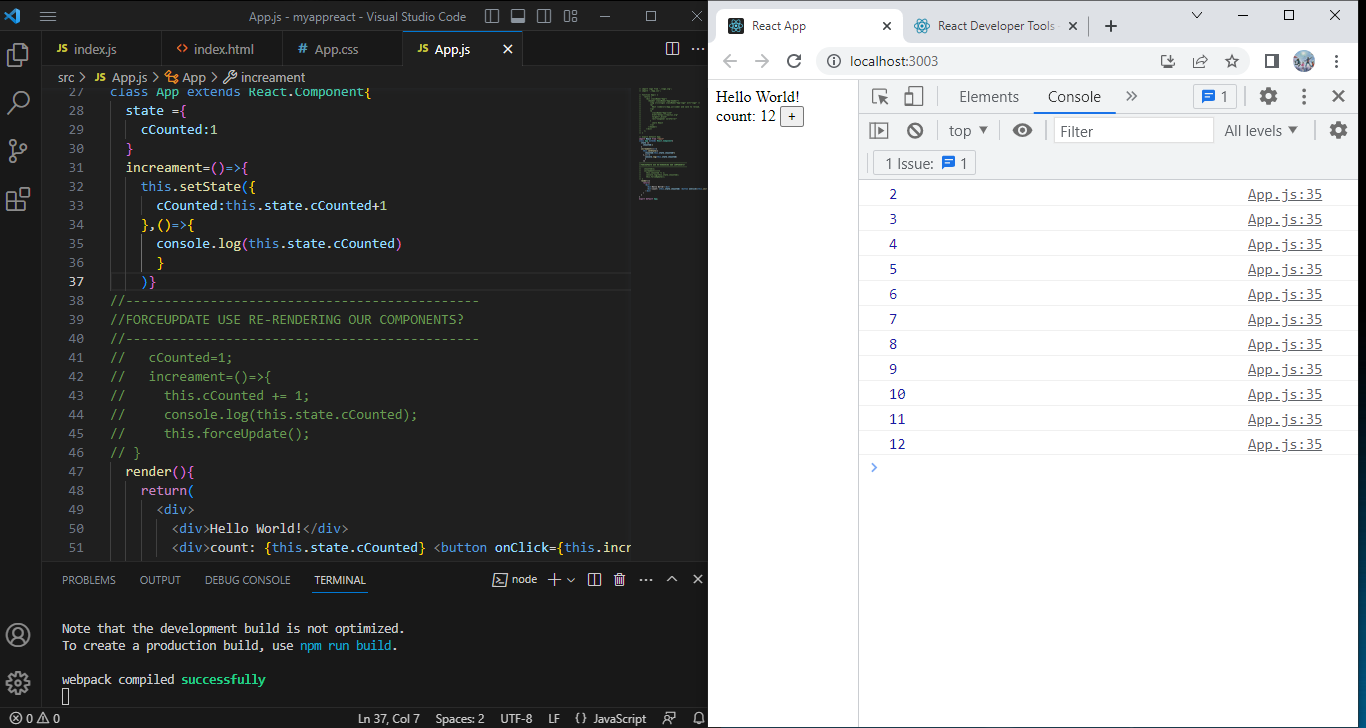 App.js - myappreact - Visual Studio Code
JS index.js
<> index.html
# App.css
JS App.js
src > JS App.js > App > increament
27 class App extends React.Component{
28 state ={
29 cCounted:1
30 }
31 increament=()=>{
32 this.setState({
33 cCounted:this.state.cCounted+1
34 },()=>{
35 console.log(this.state.cCounted)
36 }
37 )}
38 //----------------------------------------------
39 //FORCEUPDATE USE RE-RENDERING OUR COMPONENTS?
40 //----------------------------------------------
41 //   cCounted=1;
42 //   increament=()=>{
43 //     this.cCounted += 1;
44 //     console.log(this.state.cCounted);
45 //     this.forceUpdate();
46 // }
47 render(){
48 return(
49 <div>
50 <div>Hello World!</div>
51 <div>count: {this.state.cCounted} <button onClick={this.incr
PROBLEMS OUTPUT DEBUG CONSOLE TERMINAL
node
Note that the development build is not optimized.
To create a production build, use npm run build.
webpack compiled successfully
0 0 Ln 37, Col 7 Spaces: 2 UTF-8 LF {} JavaScript
React App
React Developer Tools
localhost:3003
Hello World!
count: 12 +
Elements Console 1
top Filter All levels
1 Issue: 1
2 App.js:35
3 App.js:35
4 App.js:35
5 App.js:35
6 App.js:35
7 App.js:35
8 App.js:35
9 App.js:35
10 App.js:35
11 App.js:35
12 App.js:35